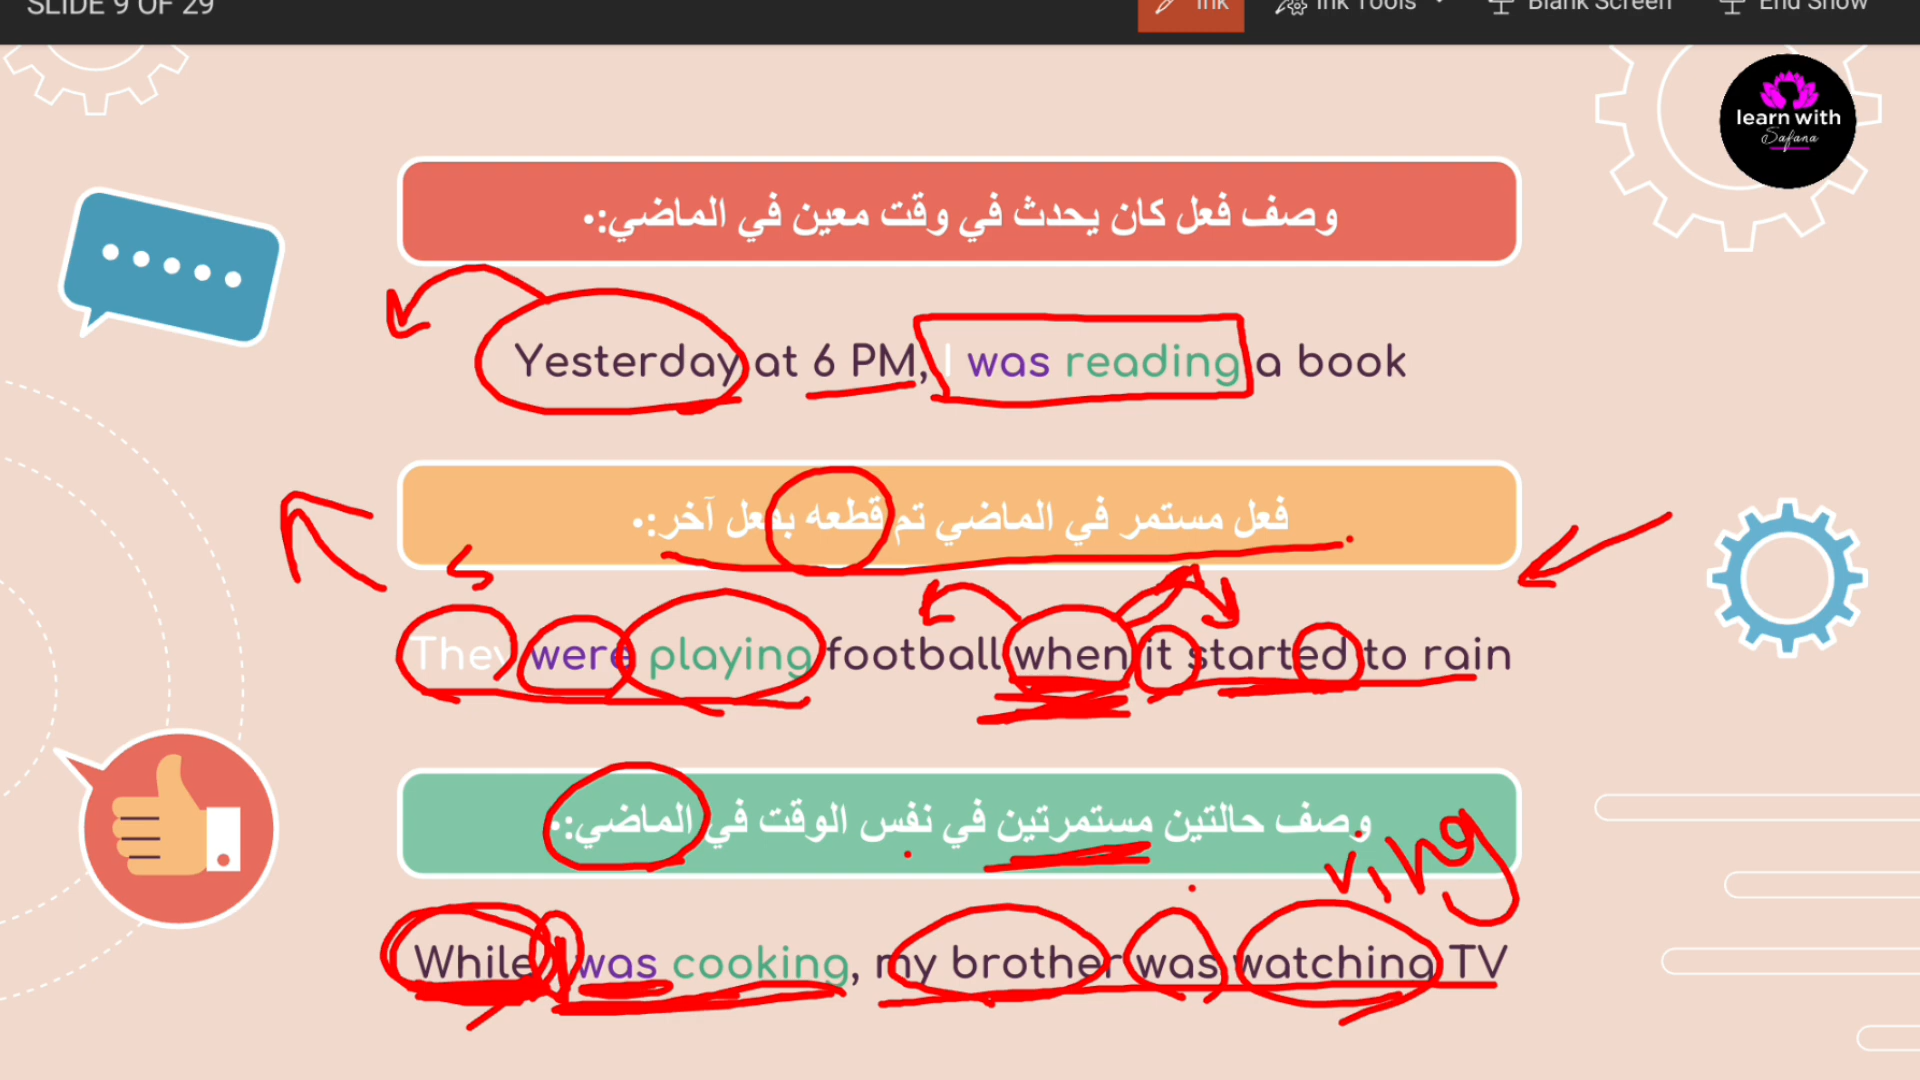 SLIDE 9 OF 29
Ink Ink Tools Blank Screen End Show
learn with
Safana
وصف فعل كان يحدث في وقت معين في الماضي:•
Yesterday at 6 PM, I was reading a book
فعل مستمر في الماضي تم قطعه بفعل آخر:•
They were playing football when it started to rain
وصف حالتين مستمرتين في نفس الوقت في الماضي:•
v, ing
While I was cooking, my brother was watching TV